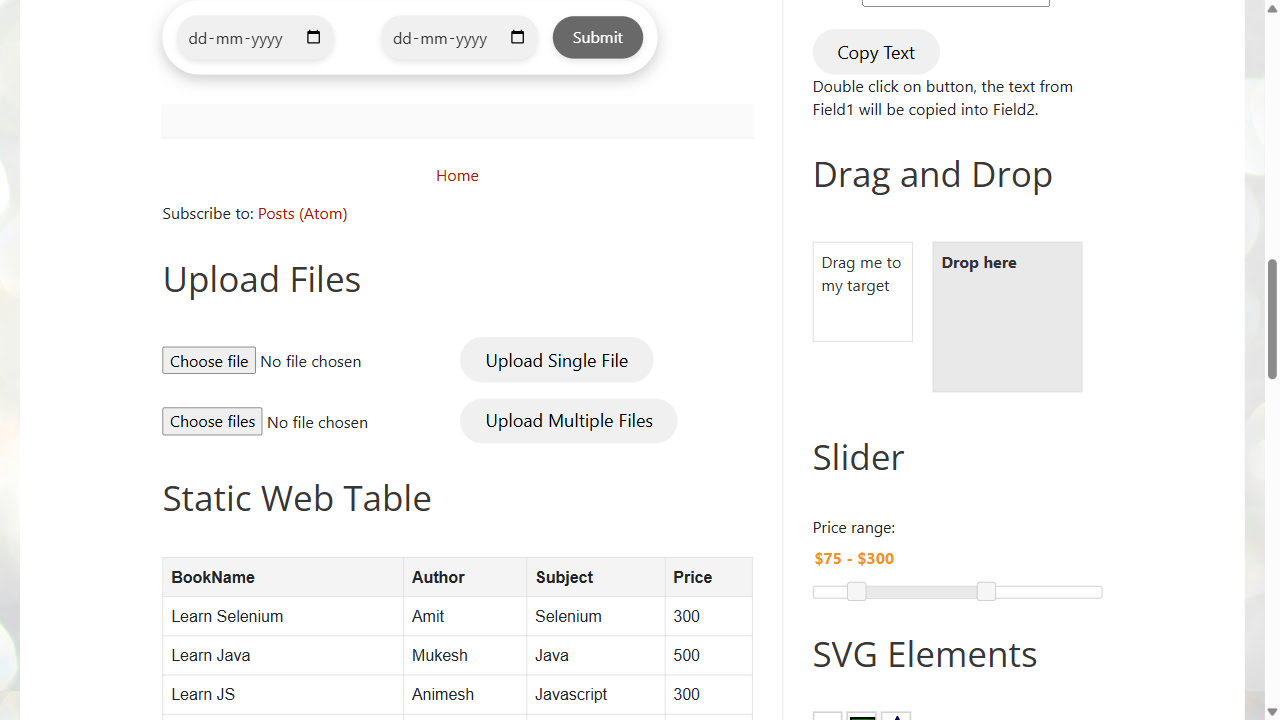 dd-mm-yyyy dd-mm-yyyy Submit
Home
Subscribe to: Posts (Atom)
Upload Files
Choose file No file chosen Upload Single File
Choose files No file chosen Upload Multiple Files
Static Web Table
BookName Author Subject Price
Learn Selenium Amit Selenium 300
Learn Java Mukesh Java 500
Learn JS Animesh Javascript 300
Copy Text
Double click on button, the text from
Field1 will be copied into Field2.
Drag and Drop
Drag me to
my target
Drop here
Slider
Price range:
$75 - $300
SVG Elements